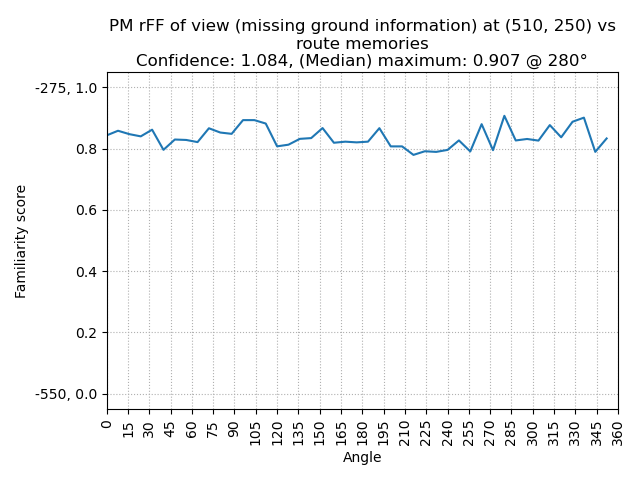 PM rFF of view (missing ground information) at (510, 250) vs
route memories
Confidence: 1.084, (Median) maximum: 0.907 @ 280°
-275, 1.0
0.8
0.6
0.4
0.2
-550, 0.0
Familiarity score
0 15 30 45 60 75 90 105 120 135 150 165 180 195 210 225 240 255 270 285 300 315 330 345 360
Angle